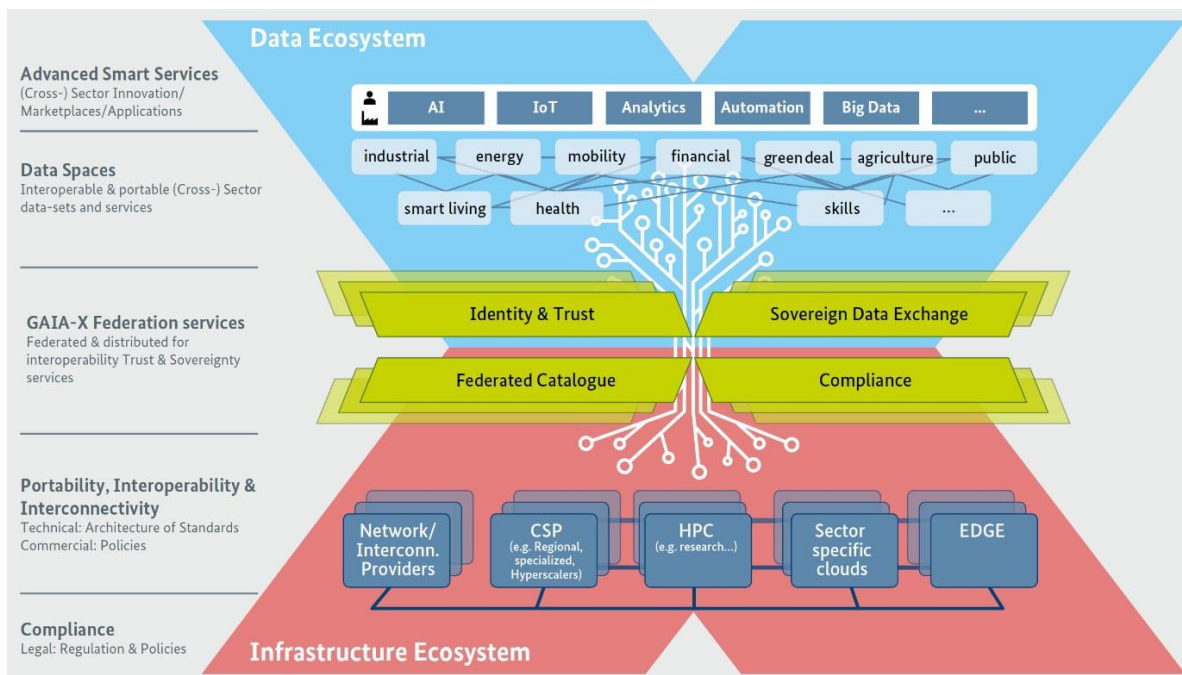 Data Ecosystem
Advanced Smart Services
(Cross-) Sector Innovation/
Marketplaces/Applications
AI
IoT
Analytics
Automation
Big Data
...
Data Spaces
Interoperable & portable (Cross-) Sector
data-sets and services
industrial
energy
mobility
financial
green deal
agriculture
public
smart living
health
skills
...
GAIA-X Federation services
Federated & distributed for
interoperability Trust & Sovereignty
services
Identity & Trust
Sovereign Data Exchange
Federated Catalogue
Compliance
Portability, Interoperability &
Interconnectivity
Technical: Architecture of Standards
Commercial: Policies
Network/
Interconn.
Providers
CSP
(e.g. Regional,
specialized,
Hyperscalers)
HPC
(e.g. research...)
Sector
specific
clouds
EDGE
Compliance
Legal: Regulation & Policies
Infrastructure Ecosystem